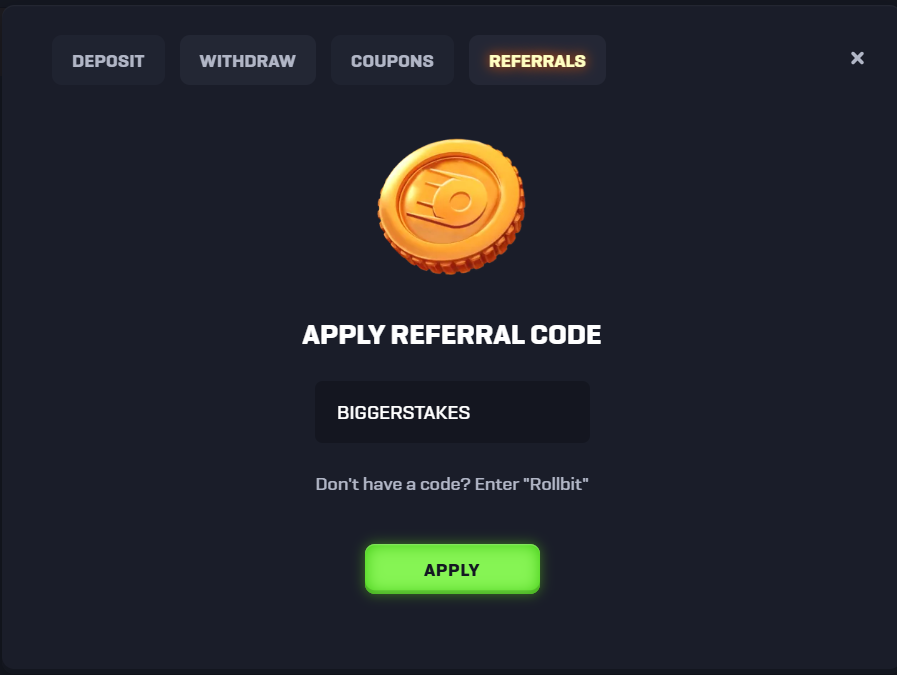 DEPOSIT WITHDRAW COUPONS REFERRALS
APPLY REFERRAL CODE
BIGGERSTAKES
Don't have a code? Enter "Rollbit"
APPLY